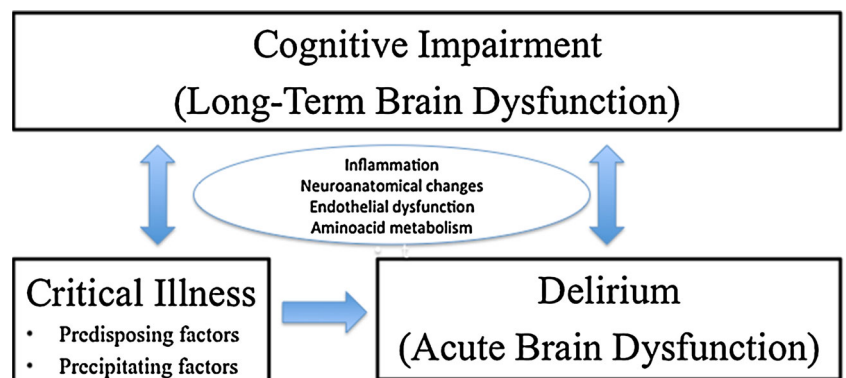 Cognitive Impairment
(Long-Term Brain Dysfunction)
Inflammation
Neuroanatomical changes
Endothelial dysfunction
Aminoacid metabolism
Critical Illness
• Predisposing factors
• Precipitating factors
Delirium
(Acute Brain Dysfunction)